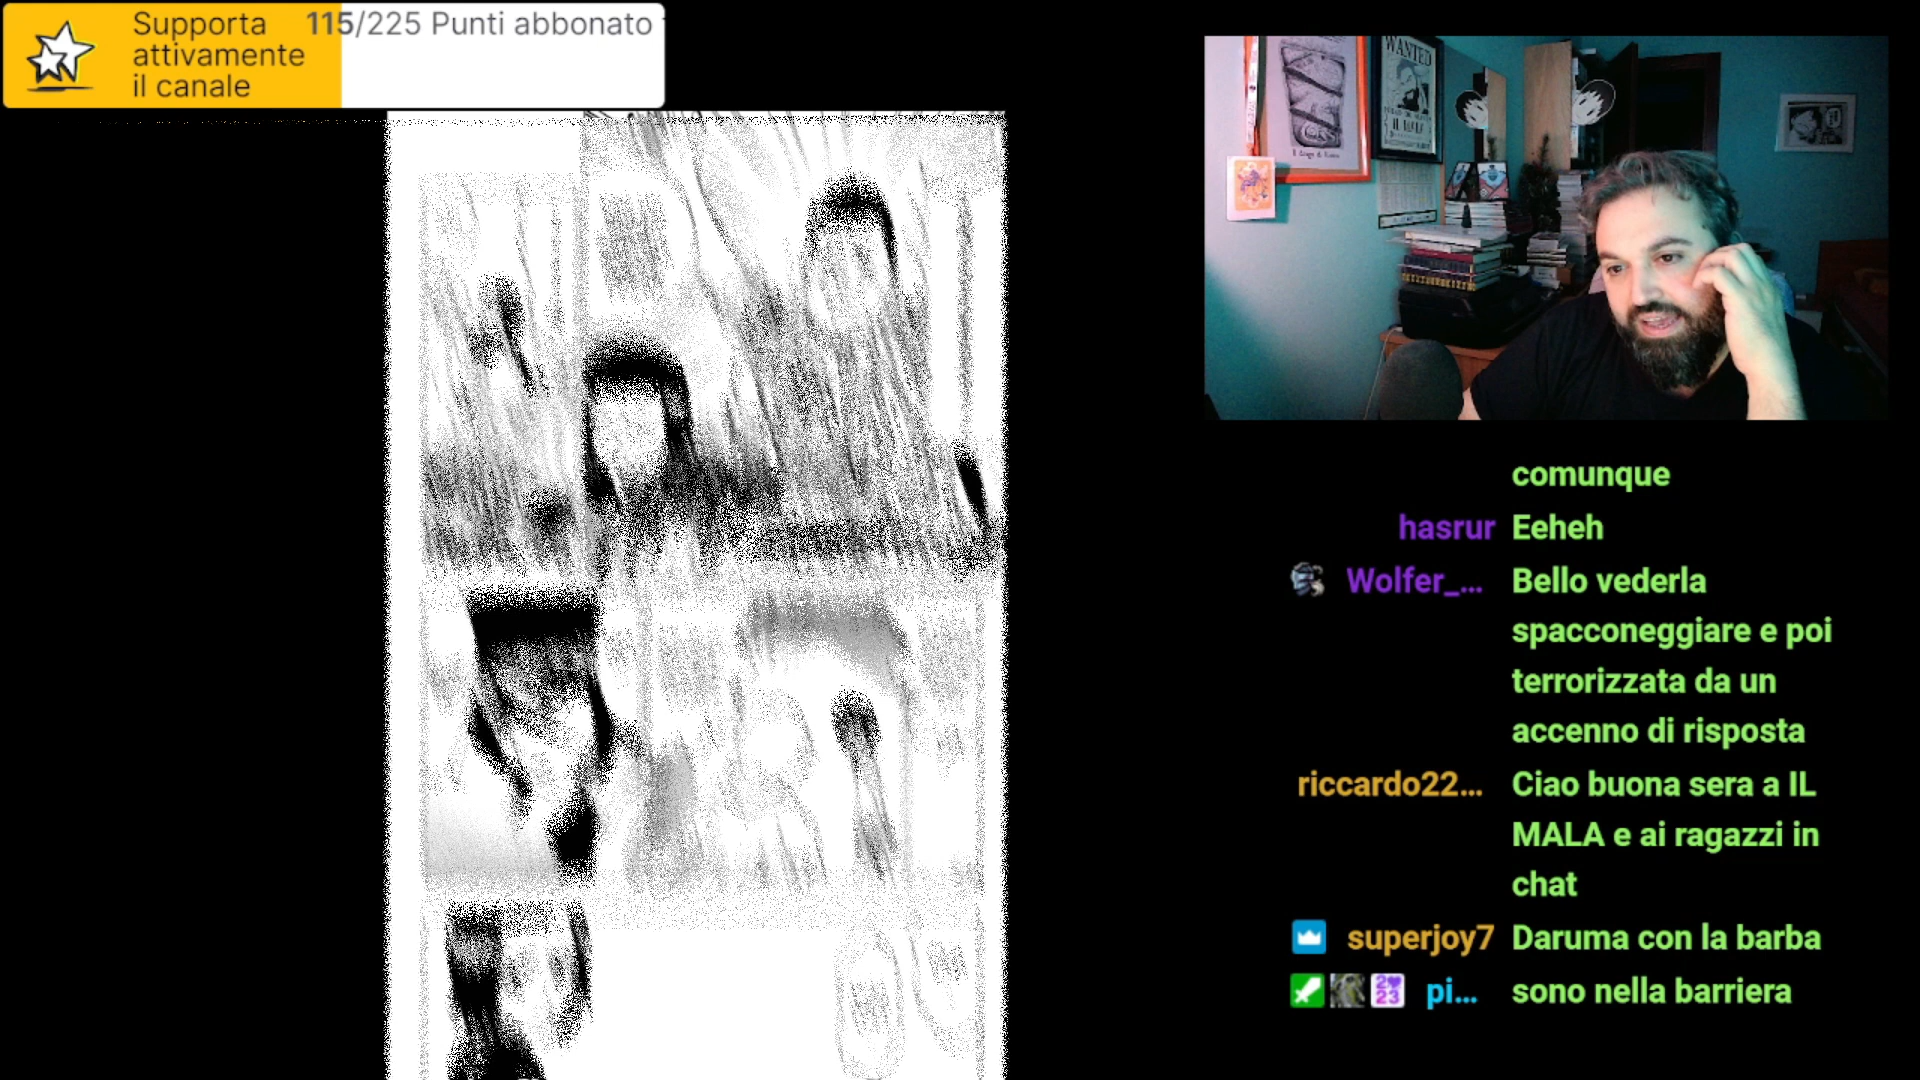 Supporta
attivamente
il canale
115/225 Punti abbonato
WANTED
comunque
hasrur Eeheh
Wolfer_... Bello vederla
spacconeggiare e poi
terrorizzata da un
accenno di risposta
riccardo22... Ciao buona sera a IL
MALA e ai ragazzi in
chat
superjoy7 Daruma con la barba
2023 pi... sono nella barriera